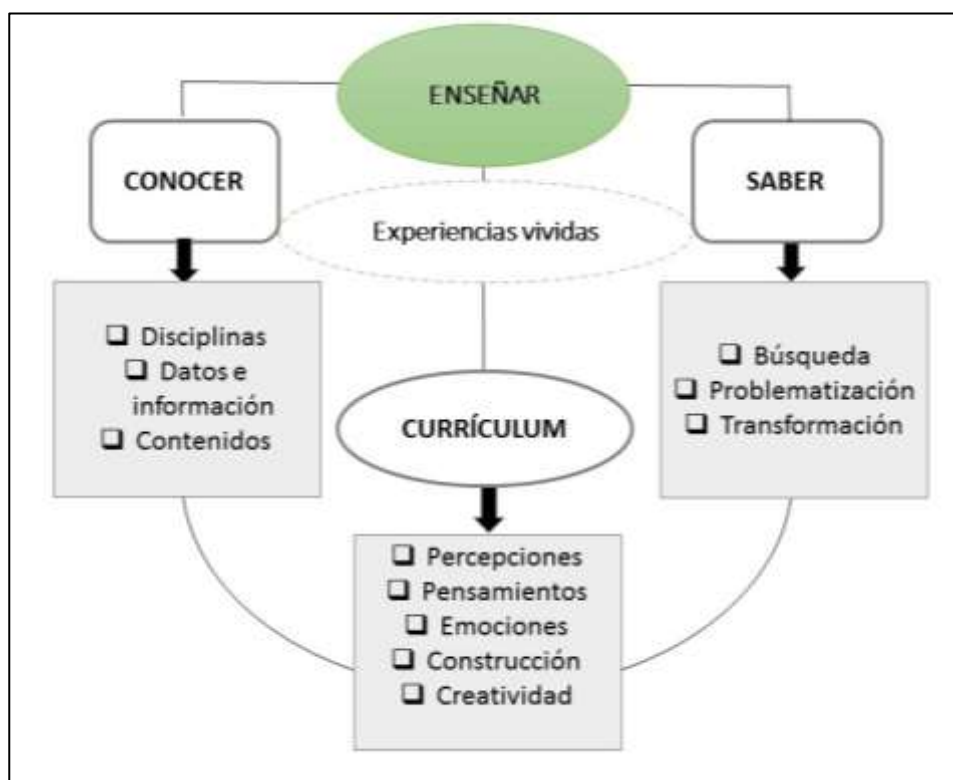 ENSEÑAR
CONOCER
SABER
Experiencias vividas
Disciplinas
Datos e
información
Contenidos
CURRÍCULUM
Búsqueda
Problematización
Transformación
Percepciones
Pensamientos
Emociones
Construcción
Creatividad